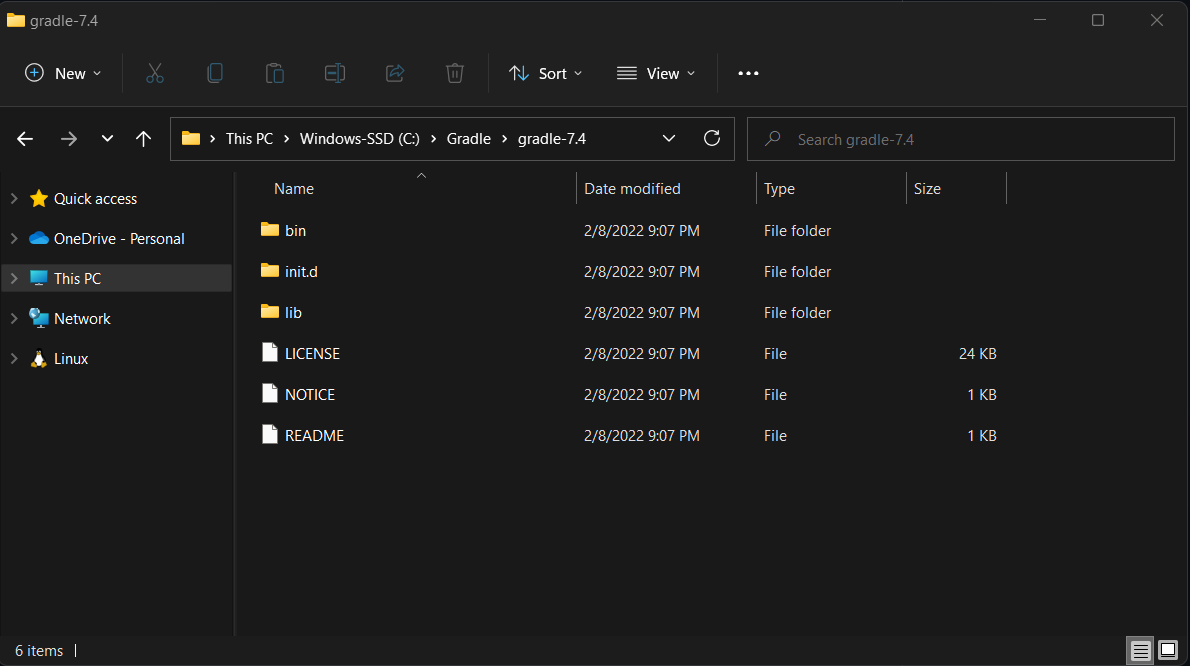 gradle-7.4
New Sort View
This PC Windows-SSD (C:) Gradle gradle-7.4 Search gradle-7.4
Quick access
OneDrive - Personal
This PC
Network
Linux
Name Date modified Type Size
bin 2/8/2022 9:07 PM File folder
init.d 2/8/2022 9:07 PM File folder
lib 2/8/2022 9:07 PM File folder
LICENSE 2/8/2022 9:07 PM File 24 KB
NOTICE 2/8/2022 9:07 PM File 1 KB
README 2/8/2022 9:07 PM File 1 KB
6 items